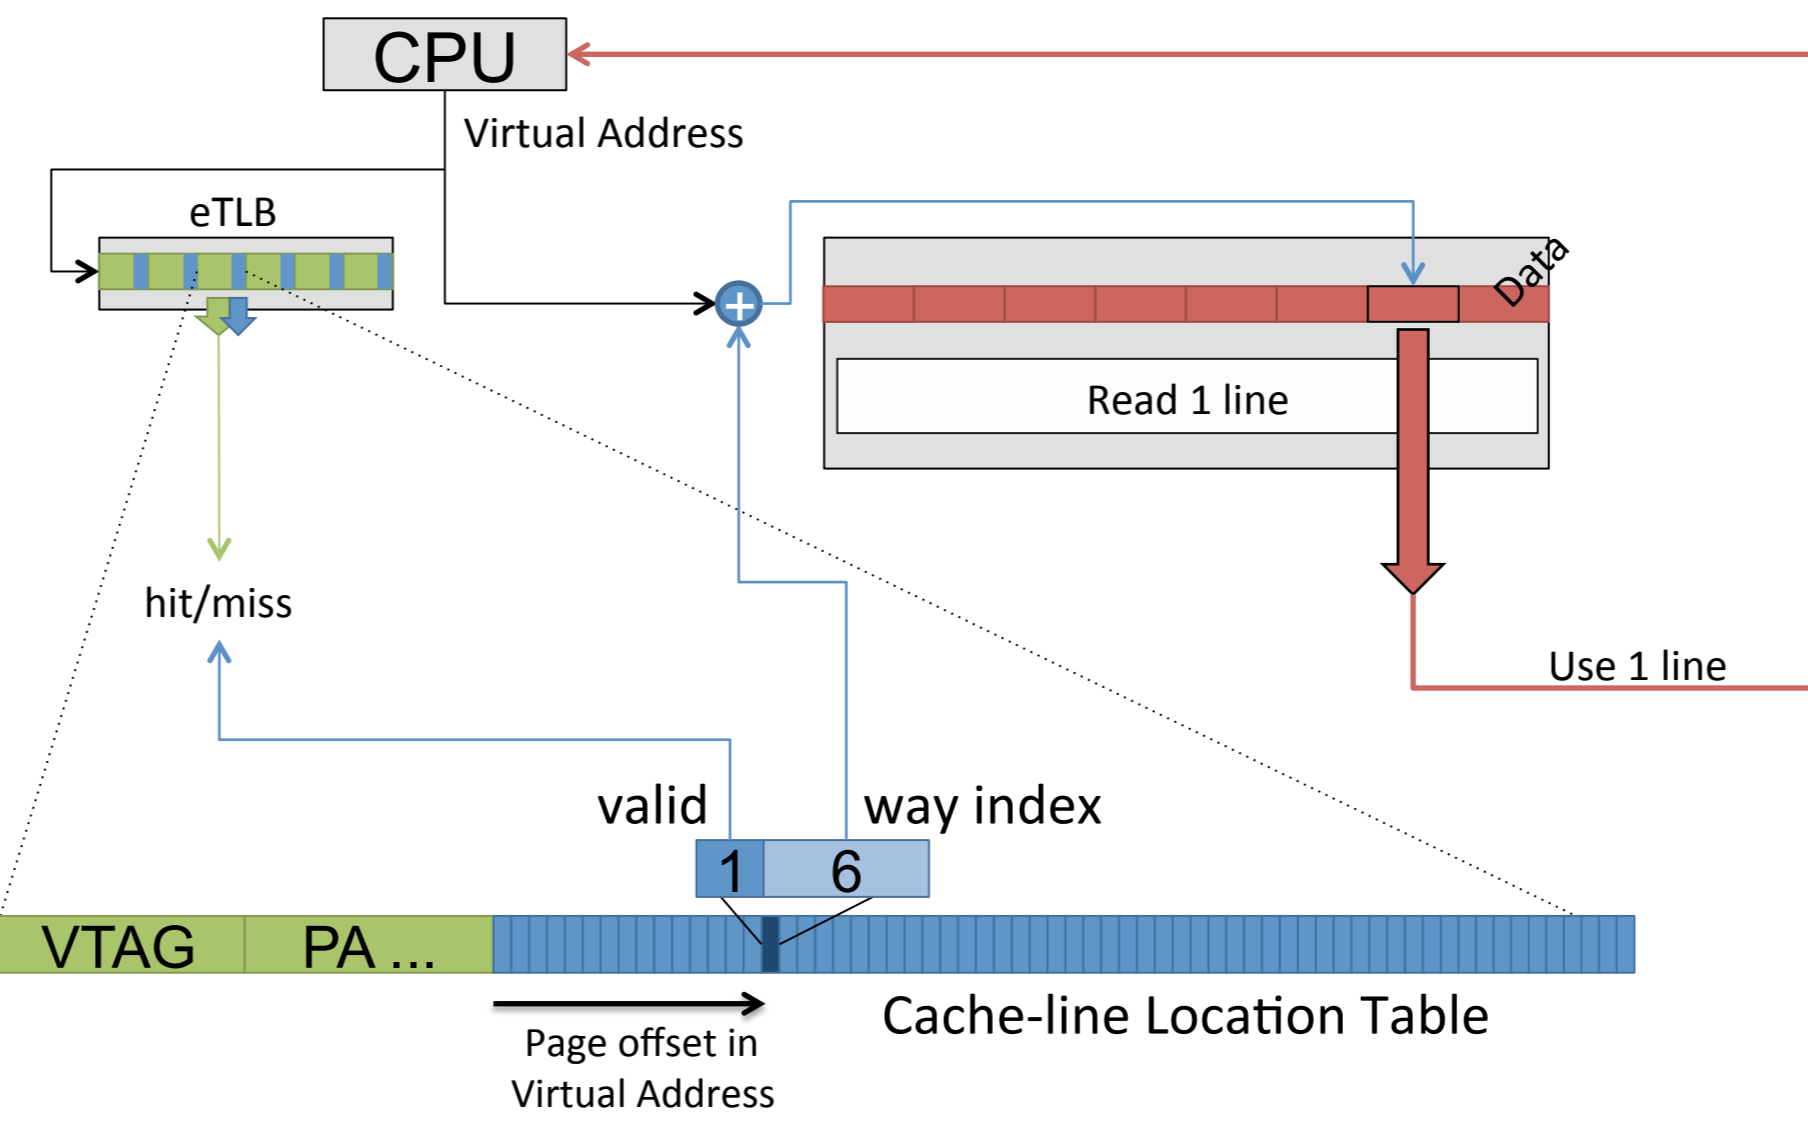 CPU
Virtual Address
eTLB
Data
+
Read 1 line
hit/miss
Use 1 line
valid
way index
1
6
VTAG
PA ...
Cache-line Location Table
Page offset in
Virtual Address